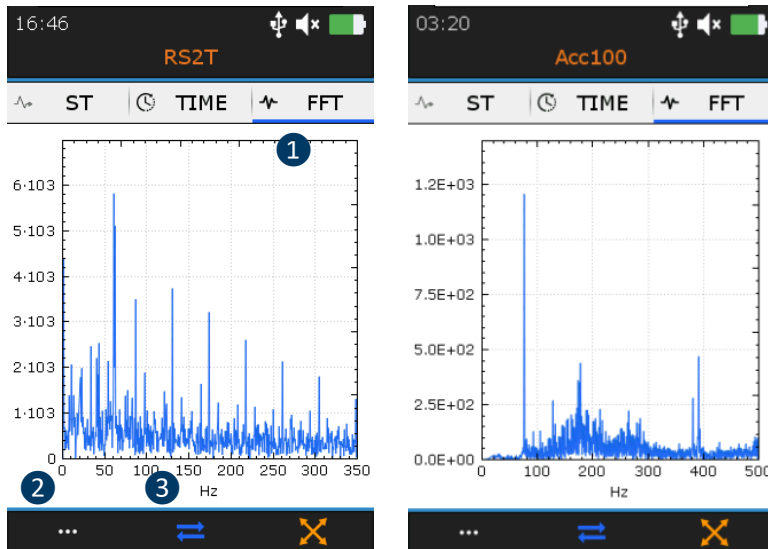 16:46
RS2T
ST TIME FFT
1
6·103
5·103
4·103
3·103
2·103
1·103
0
0 50 100 150 200 250 300 350
Hz
2 3
...
03:20
Acc100
ST TIME FFT
1.2E+03
1.0E+03
7.5E+02
5.0E+02
2.5E+02
0.0E+00
0 100 200 300 400 500
Hz
...